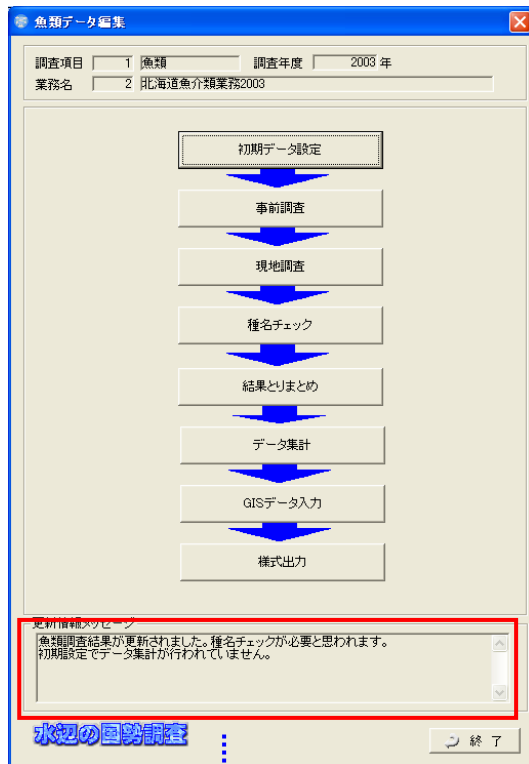 魚類データ編集
調査項目 1 魚類 調査年度 2003 年
業務名 2 北海道魚介類業務2003
初期データ設定
事前調査
現地調査
種名チェック
結果とりまとめ
データ集計
GISデータ入力
様式出力
更新情報メッセージ
魚類調査結果が更新されました。種名チェックが必要と思われます。
初期設定でデータ集計が行われていません。
水辺の国勢調査
終 了